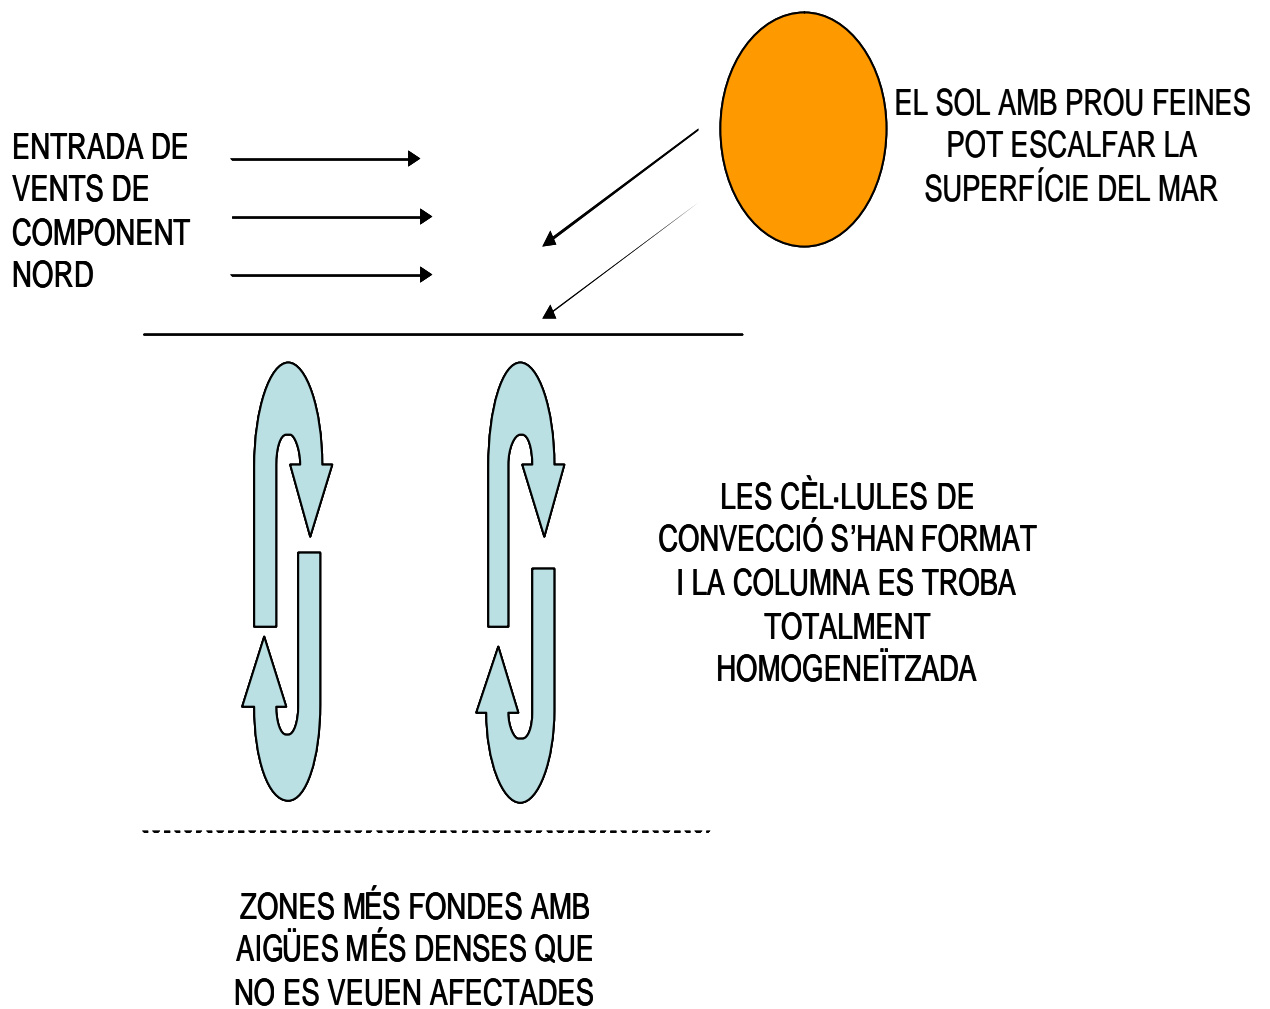 ENTRADA DE
VENTS DE
COMPONENT
NORD
EL SOL AMB PROU FEINES
POT ESCALFAR LA
SUPERFÍCIE DEL MAR
LES CÈL·LULES DE
CONVECCIÓ S'HAN FORMAT
I LA COLUMNA ES TROBA
TOTALMENT
HOMOGENEÏTZADA
ZONES MÉS FONDES AMB
AIGÜES MÉS DENSES QUE
NO ES VEUEN AFECTADES